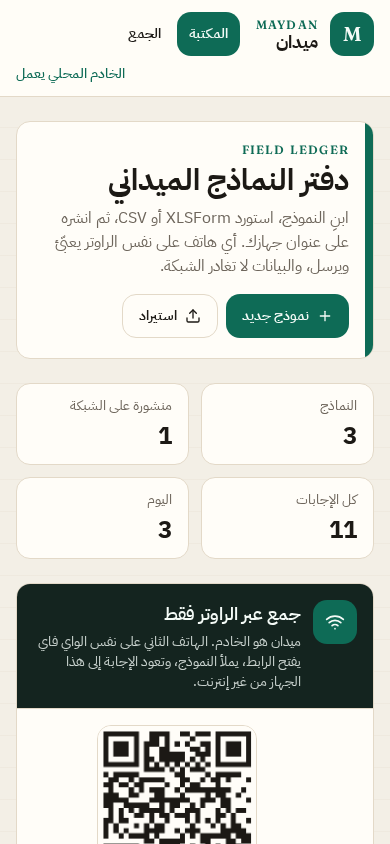 M
MAYDAN
ميدان
المكتبة
الجمع
الخادم المحلي يعمل
FIELD LEDGER
دفتر النماذج الميداني
ابنِ النموذج، استورد XLSForm أو CSV، ثم انشره
على عنوان جهازك. أي هاتف على نفس الراوتر يعبّئ
ويرسل، والبيانات لا تغادر الشبكة.
نموذج جديد
استيراد
النماذج
3
منشورة على الشبكة
1
كل الإجابات
11
اليوم
3
جمع عبر الراوتر فقط
ميدان هو الخادم. الهاتف الثاني على نفس الواي فاي
يفتح الرابط، يملأ النموذج، وتعود الإجابة إلى هذا
الجهاز من غير إنترنت.